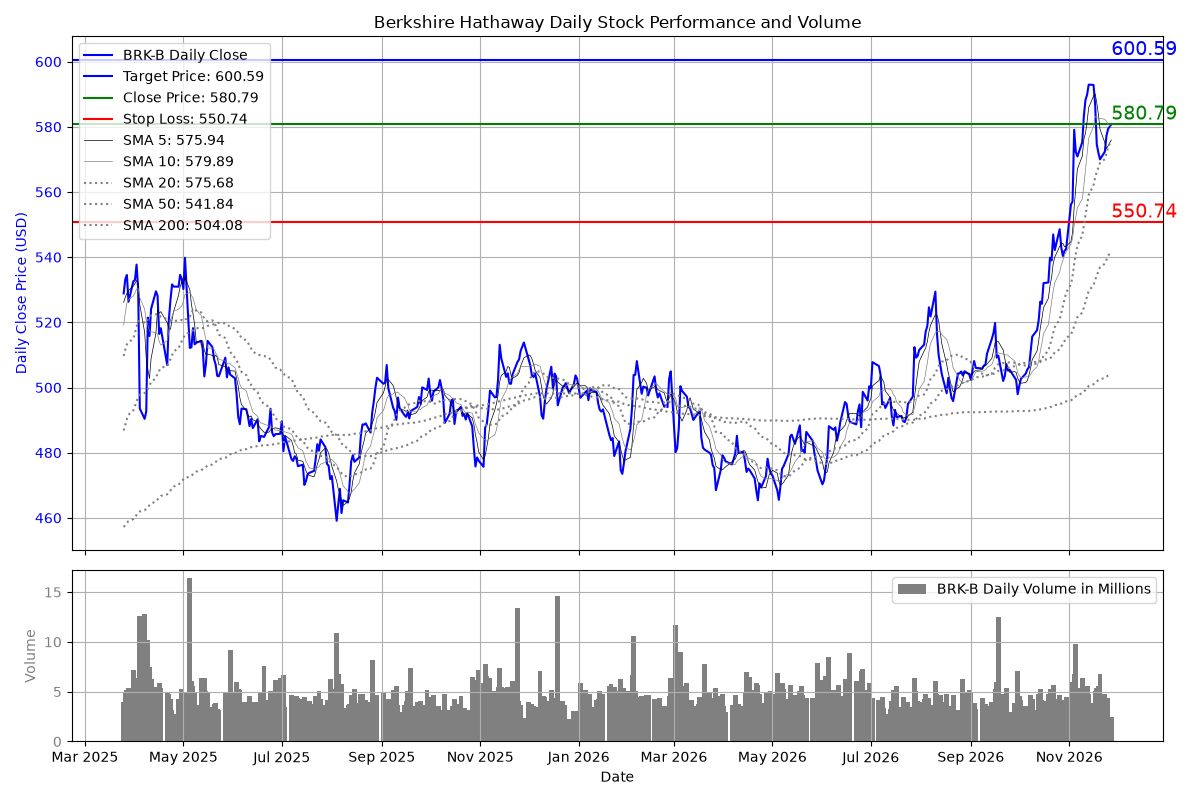 Berkshire Hathaway Daily Stock Performance and Volume
600.59
580.79
550.74
BRK-B Daily Close
Target Price: 600.59
Close Price: 580.79
Stop Loss: 550.74
SMA 5: 575.94
SMA 10: 579.89
SMA 20: 575.68
SMA 50: 541.84
SMA 200: 504.08
Daily Close Price (USD)
600
580
560
540
520
500
480
460
BRK-B Daily Volume in Millions
Volume
15
10
5
0
Mar 2025 May 2025 Jul 2025 Sep 2025 Nov 2025 Jan 2026 Mar 2026 May 2026 Jul 2026 Sep 2026 Nov 2026
Date